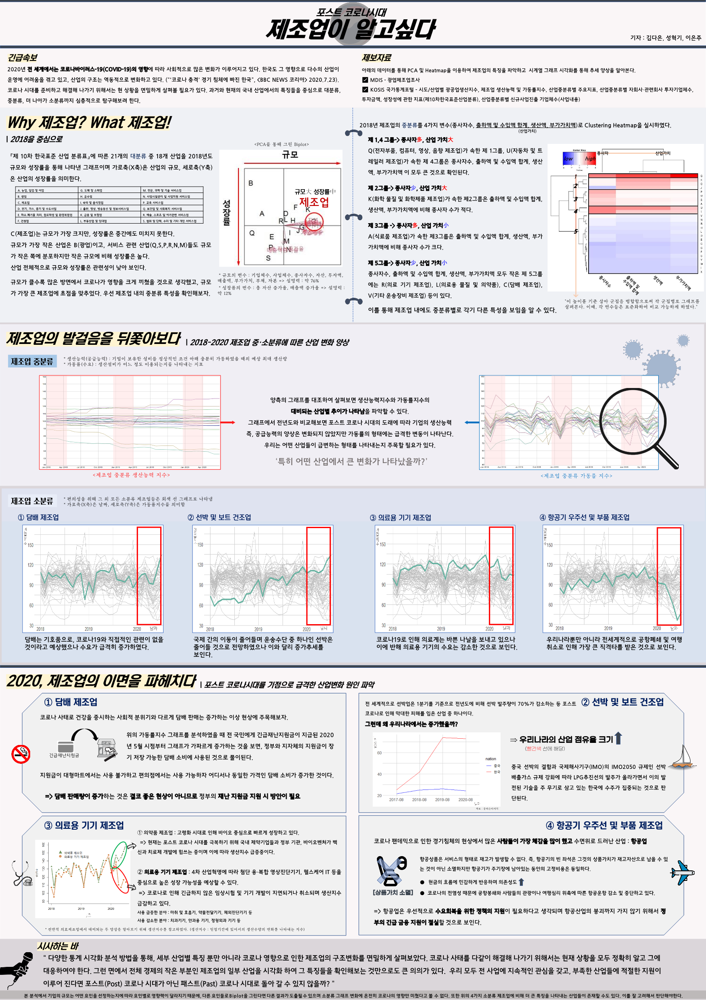 포스트 코로나시대
제조업이 알고싶다
기자 : 김다은, 성혁기, 이은주
긴급속보
2020년 전 세계에서는 코로나바이러스-19(COVID-19)의 영향에 따라 사회적으로 많은 변화가 이루어지고 있다. 한국도 그 영향으로 다수의 산업이
운영에 어려움을 겪고 있고, 산업의 구조는 역동적으로 변화하고 있다. ("'코로나 충격' 경기 침체에 빠진 한국", <BBC NEWS 코리아> 2020.7.23).
코로나 시대를 준비하고 해결해 나가기 위해서는 현 상황을 면밀하게 살펴볼 필요가 있다. 과거와 현재의 국내 산업에서의 특징들을 중심으로 대분류,
중분류, 더 나아가 소분류까지 심층적으로 탐구해보려 한다.
제보자료
아래의 데이터를 통해 PCA 및 Heatmap을 이용하여 제조업의 특징을 파악하고 시계열 그래프 시각화를 통해 추세 양상을 알아본다.
MDIS - 광업제조업조사
KOSIS 국가통계포털 - 시도/산업별 광공업생산지수, 제조업 생산능력 및 가동률지수, 산업중분류별 주요지표, 산업중분류별 자회사·관련회사 투자기업체수,
투자금액, 성장성에 관한 지표(제10차한국표준산업분류), 산업중분류별 신규사업진출 기업체수(사업내용)
Why 제조업? What 제조업!
| 2018을 중심으로
『제 10차 한국표준 산업 분류표』에 따른 21개의 대분류 중 18개 산업을 2018년도
규모와 성장률을 통해 나타낸 그래프이며 가로축(X축)은 산업의 규모, 세로축(Y축)
은 산업의 성장률을 의미한다.
A. 농업, 임업 및 어업 G. 도매 및 소매업 M. 전문, 과학 및 기술 서비스업
B. 광업 H. 운수업 N. 사업시설관리 및 사업지원 서비스업
C. 제조업 I. 숙박 및 음식점업 P. 교육 서비스업
D. 전기, 가스, 증기 및 수도사업 J. 출판, 영상, 방송통신 및 정보서비스업 Q. 보건업 및 사회복지 서비스업
E. 하수.폐기물 처리, 원료재생 및 환경복원업 K. 금융 및 보험업 R. 예술, 스포츠 및 여가관련 서비스업
F. 건설업 L. 부동산업 및 임대업 S. 협회 및 단체, 수리 및 기타 개인 서비스업
C(제조업)는 규모가 가장 크지만, 성장률은 중간에도 미치지 못한다.
규모가 가장 작은 산업은 B(광업)이고, 서비스 관련 산업(Q,S,P,R,N,M)들도 규모
가 작은 쪽에 분포하지만 작은 규모에 비해 성장률은 높다.
산업 전체적으로 규모와 성장률은 관련성이 낮아 보인다.
규모가 클수록 많은 방면에서 코로나가 영향을 크게 끼쳤을 것으로 생각했고, 규모
가 가장 큰 제조업에 초점을 맞추었다. 우선 제조업 내의 중분류 특성을 확인해보자.
<PCA를 통해 그린 Biplot>
규모
성장률
규모大 성장률中
제조업
B
A
F
K
D
R
L
H
G
Q
E
I
J
M
P
N
S
* 규모의 변수 : 기업체수, 사업체수, 종사자수, 자산, 투자액,
매출액, 부가가치, 부채, 자본 => 설명력 : 약 76%
* 성장률의 변수 : 총 자산 증가율, 매출액 증가율 => 설명력 :
약 12%
2018년 제조업의 중분류를 4가지 변수(종사자수, 출하액 및 수입액 합계, 생산액, 부가가치액)로 Clustering Heatmap을 실시하였다.
(산업가치)
제 1,4 그룹-> 종사자多, 산업 가치大
Q(전자부품, 컴퓨터, 영상, 음향 제조업)가 속한 제 1그룹, U(자동차 및 트
레일러 제조업)가 속한 제 4그룹은 종사자수, 출하액 및 수입액 합계, 생산
액, 부가가치액 이 모두 큰 것으로 확인된다.
제 2그룹-> 종사자少, 산업 가치大
K(화학 물질 및 화학제품 제조업)가 속한 제2그룹은 출하액 및 수입액 합계,
생산액, 부가가치액에 비해 종사자 수가 적다.
제 3그룹 -> 종사자多, 산업 가치小
A(식료품 제조업)가 속한 제3그룹은 출하액 및 수입액 합계, 생산액, 부가
가치액에 비해 종사자 수가 크다.
제 5그룹-> 종사자少, 산업 가치小
종사자수, 출하액 및 수입액 합계, 생산액, 부가가치액 모두 작은 제 5그룹
에는 R(의료 기기 제조업), L(의료용 물질 및 의약품), C(담배 제조업),
V(기타 운송장비 제조업) 등이 있다.
이를 통해 제조업 내에도 중분류별로 각기 다른 특성을 보임을 알 수 있다.
Color Key
low high
종사자 산업가치
1
2
3
4
5
종사자수
출하액 및
수입액 합계
생산액
부가가치액
"이 높이를 기준 삼아 군집을 병합함으로써 각 군집별로 그래프를
살펴본다. 이때, 각 변수들은 표준화하여 비교 가능하게 하였다."
제조업의 발걸음을 뒤쫓아보다 | 2018-2020 제조업 중·소분류에 따른 산업 변화 양상
제조업 중분류
* 생산능력(공급능력) : 기업이 보유한 설비를 정상적인 조건 아래 충분히 가동하였을 때의 예상 최대 생산량
* 가동률(수요) : 생산설비가 어느 정도 이용되는지를 나타내는 지표
<제조업 중분류 생산능력 지수>
양측의 그래프를 대조하여 살펴보면 생산능력지수와 가동률지수의
대비되는 산업별 추이가 나타남을 파악할 수 있다.
그래프에서 전년도와 비교해보면 포스트 코로나 시대의 도래에 따라 기업의 생산능력
즉, 공급능력의 양상은 변화되지 않았지만 가동률의 형태에는 급격한 변동이 나타난다.
우리는 어떤 산업들이 급변하는 형태를 나타내는지 주목할 필요가 있다.
'특히 어떤 산업에서 큰 변화가 나타났을까?'
<제조업 중분류 가동률 지수>
제조업 소분류
* 편의성을 위해 그 외 모든 소분류 제조업들은 회색 선 그래프로 나타냄
* 가로축(X축)은 날짜, 세로축(Y축)은 가동률지수를 의미함
① 담배 제조업
150
120
90
60
30
2018 2019 2020 날짜
담배는 기호품으로, 코로나19와 직접적인 관련이 없을
것이라고 예상했으나 수요가 급격히 증가하였다.
② 선박 및 보트 건조업
150
120
90
60
30
2018 2019 2020
국제 간의 이동이 줄어들며 운송수단 중 하나인 선박은
줄어들 것으로 전망하였으나 이와 달리 증가추세를
보인다.
③ 의료용 기기 제조업
150
120
90
60
30
2018 2019 2020 날짜
코로나19로 인해 의료계는 바쁜 나날을 보내고 있으나
이에 반해 의료용 기기의 수요는 감소한 것으로 보인다.
④ 항공기 우주선 및 부품 제조업
150
120
90
60
30
2018 2019 2020 날짜
우리나라뿐만 아니라 전세계적으로 공항폐쇄 및 여행
취소로 인해 가장 큰 직격타를 받은 것으로 보인다.
2020, 제조업의 이면을 파헤치다 | 포스트 코로나시대를 기점으로 급격한 산업변화 원인 파악
① 담배 제조업
코로나 사태로 건강을 중시하는 사회적 분위기와 다르게 담배 판매는 증가하는 이상 현상에 주목해보자.
긴급재난지원금
위의 가동률지수 그래프를 분석하였을 때 전 국민에게 긴급재난지원금이 지급된 2020
년 5월 시점부터 그래프가 가파르게 증가하는 것을 보면, 정부와 지자체의 지원금이 장
기 저장 가능한 담배 소비에 사용된 것으로 풀이된다.
지원금이 대형마트에서는 사용 불가하고 편의점에서는 사용 가능하자 어디서나 동일한 가격인 담배 소비가 증가한 것이다.
=> 담배 판매량이 증가하는 것은 결코 좋은 현상이 아니므로 정부의 재난 지원금 지원 시 방안이 필요
② 선박 및 보트 건조업
전 세계적으로 선박업은 1분기를 기준으로 전년도에 비해 선박 발주량이 70%가 감소하는 등 포스트
코로나로 인해 막대한 피해를 입은 산업 중 하나이다.
그런데 왜 우리나라에서는 증가했을까?
60
40
20
2017-08 2018-08 2019-08 2020-08
nation
중국
한국
⇒ 우리나라의 산업 점유율 크기
(빨간색 선에 해당)
중국 선박의 결함과 국제해사기구(IMO)의 IMO2050 규제인 선박
배출가스 규제 강화에 따라 LPG추진선의 발주가 올라가면서 이의 발
전된 기술을 주 무기로 삼고 있는 한국에 수주가 집중되는 것으로 판
단된다.
③ 의료용 기기 제조업
의약품 제조업
의료용 기기 제조업
160
150
140
130
120
110
100
90
2018 2019 2020
① 의약품 제조업 : 고령화 시대로 인해 바이오 중심으로 빠르게 성장하고 있다.
=> 현재는 포스트 코로나 시대를 극복하기 위해 국내 제약기업들과 정부 기관, 바이오벤처가 백
신과 치료제 개발에 힘쓰는 중이며 이에 따라 생산지수 급증중이다.
② 의료용 기기 제조업 : 4차 산업혁명에 따라 첨단 융·복합 영상진단기기, 헬스케어 IT 등을
중심으로 높은 성장 가능성을 예상할 수 있다.
=> 코로나로 인해 긴급하지 않은 임상시험 및 기기 개발이 지연되거나 취소되며 생산지수
급감하고 있다.
사용 급증한 분야 : 마취 및 호흡기, 약물전달기기, 체외진단기기 등
사용 감소한 분야 : 치과기기, 안과용 기기, 정형외과 기기 등
* 전반적 의료제조업에서 대비되는 두 양상을 알아보기 위해 생산지수를 참고하였다. (생산지수 : 일정기간에 있어서의 생산수량의 변화를 나타내는 지수)
④ 항공기 우주선 및 부품 제조업
코로나 팬데믹으로 인한 경기침체의 현상에서 많은 사람들이 가장 체감을 많이 했고 수면위로 드러난 산업 : 항공업
[상품가치 소멸]
항공상품은 서비스의 형태로 재고가 발생할 수 없다. 즉, 항공기의 빈 좌석은 그것의 상품가치가 재고자산으로 남을 수 있
는 것이 아닌 소멸하지만 항공기가 주기장에 남아있는 동안의 고정비용은 동일하다.
● 현금의 흐름에 민감하게 반응하며 의존성도
● 코로나의 전염성 때문에 공항봉쇄와 사람들의 관광이나 여행심리 위축에 따른 항공운항 감소 및 중단하고 있다.
=> 항공업은 우선적으로 수요회복을 위한 정책의 지원이 필요하다고 생각되며 항공산업의 붕괴까지 가지 않기 위해서 정
부의 긴급 금융 지원이 절실할 것으로 보인다.
시사하는 바
" 다양한 통계 시각화 분석 방법을 통해, 세부 산업별 특징 뿐만 아니라 코로나 영향으로 인한 제조업의 구조변화를 면밀하게 살펴보았다. 코로나 사태를 다같이 해결해 나가기 위해서는 현재 상황을 모두 정확히 알고 그에
대응하여야 한다. 그런 면에서 전체 경제의 작은 부분인 제조업의 일부 산업을 시각화 하여 그 특징들을 확인해보는 것만으로도 큰 의의가 있다. 우리 모두 전 사업에 지속적인 관심을 갖고, 부족한 산업들에 적절한 지원이
이루어 진다면 포스트(Post) 코로나 시대가 아닌 패스트(Past) 코로나 시대로 돌아 갈 수 있지 않을까? "
본 분석에서 기업의 규모는 어떤 요인을 선정하는지에 따라 요인별로 영향력이 달라지기 때문에, 다른 요인들로 Biplot을 그린다면 다른 결과가 도출될 수 있으며 소분류 그래프 변화에 온전히 코로나의 영향만 미쳤다고 볼 수 없다. 또한 위의 4가지 소분류 제조업에 비해 더 큰 특징을 나타내는 산업들이 존재할 수도 있다. 이를 잘 고려해서 판단해야한다.